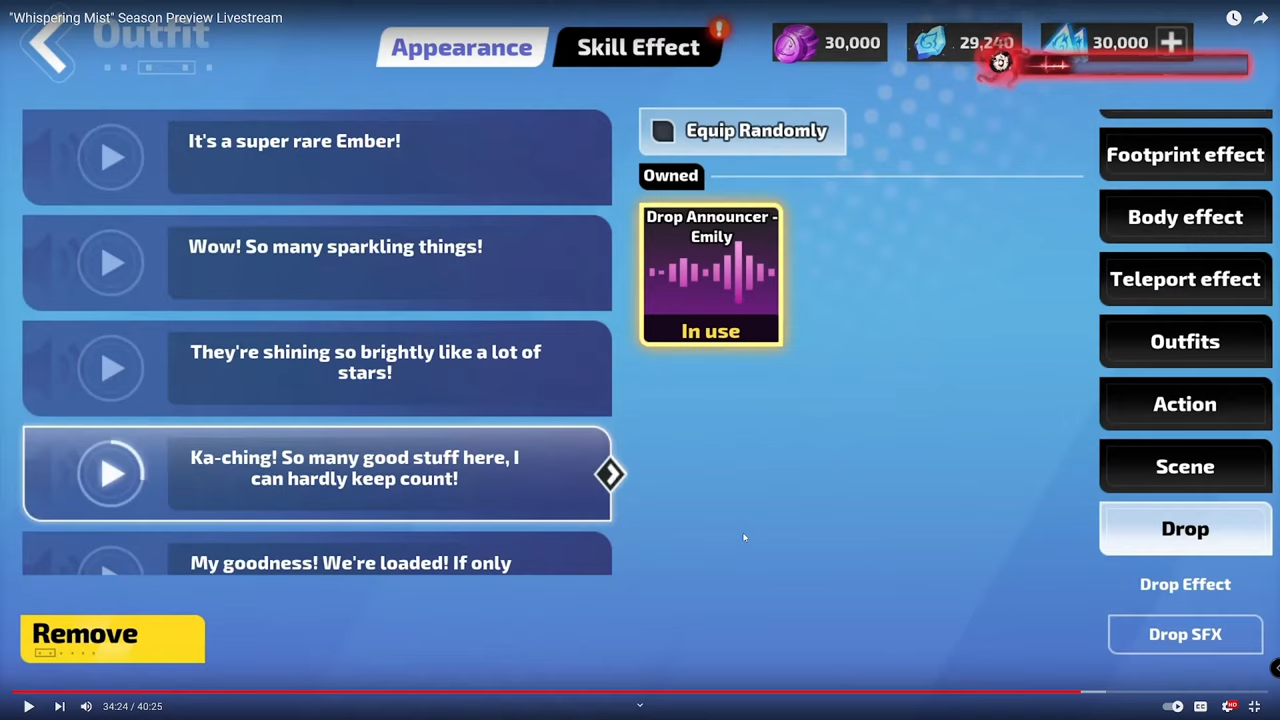 "Whispering Mist" Season Preview Livestream
Outfit
Appearance
Skill Effect
!
30,000
29,240
30,000
It's a super rare Ember!
Wow! So many sparkling things!
They're shining so brightly like a lot of
stars!
Ka-ching! So many good stuff here, I
can hardly keep count!
My goodness! We're loaded! If only
Remove
Equip Randomly
Owned
Drop Announcer -
Emily
In use
Footprint effect
Body effect
Teleport effect
Outfits
Action
Scene
Drop
Drop Effect
Drop SFX
34:24 / 40:25
CC
HD